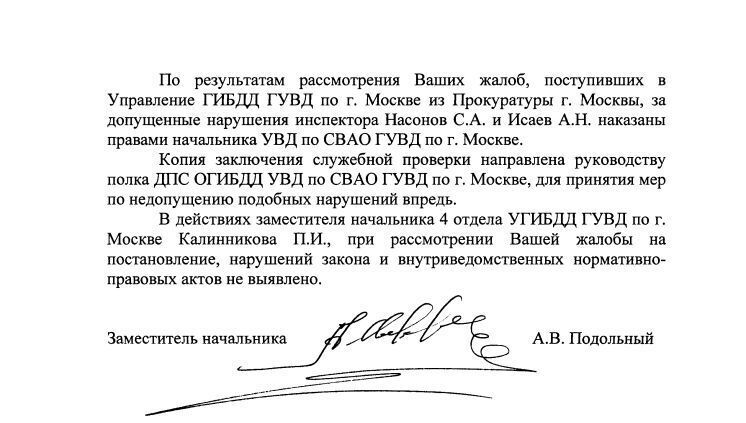 По результатам рассмотрения Ваших жалоб, поступивших в
Управление ГИБДД ГУВД по г. Москве из Прокуратуры г. Москвы, за
допущенные нарушения инспектора Насонов С.А. и Исаев А.Н. наказаны
правами начальника УВД по СВАО ГУВД по г. Москве.
Копия заключения служебной проверки направлена руководству
полка ДПС ОГИБДД УВД по СВАО ГУВД по г. Москве, для принятия мер
по недопущению подобных нарушений впредь.
В действиях заместителя начальника 4 отдела УГИБДД ГУВД по г.
Москве Калинникова П.И., при рассмотрении Вашей жалобы на
постановление, нарушений закона и внутриведомственных нормативно-
правовых актов не выявлено.
Заместитель начальника А.В. Подольный